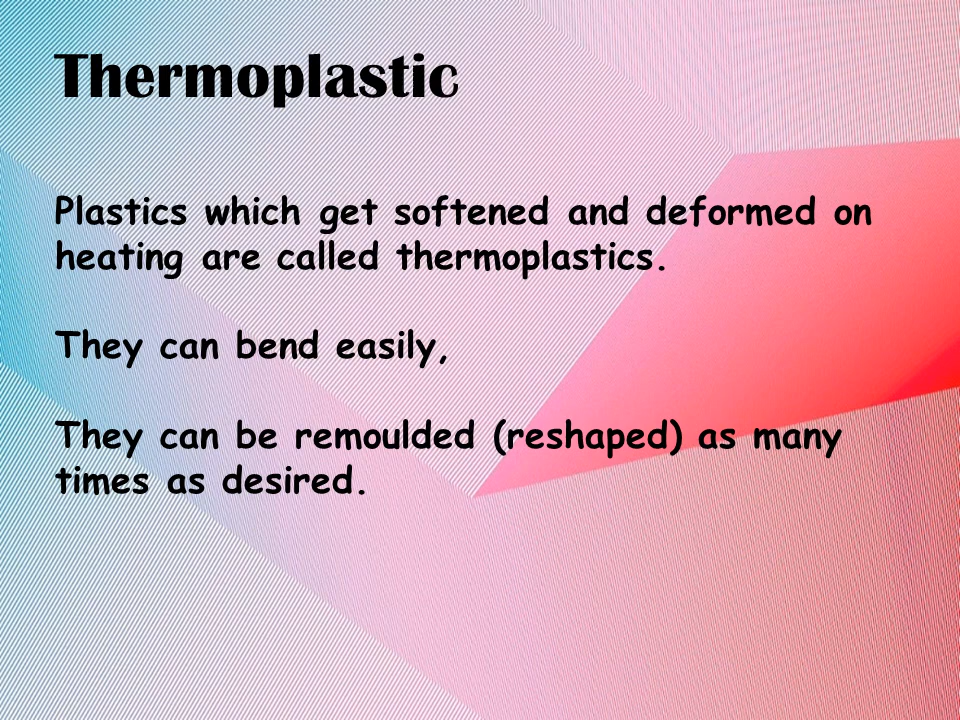 Thermoplastic
Plastics which get softened and deformed on
heating are called thermoplastics.
They can bend easily,
They can be remoulded (reshaped) as many
times as desired.